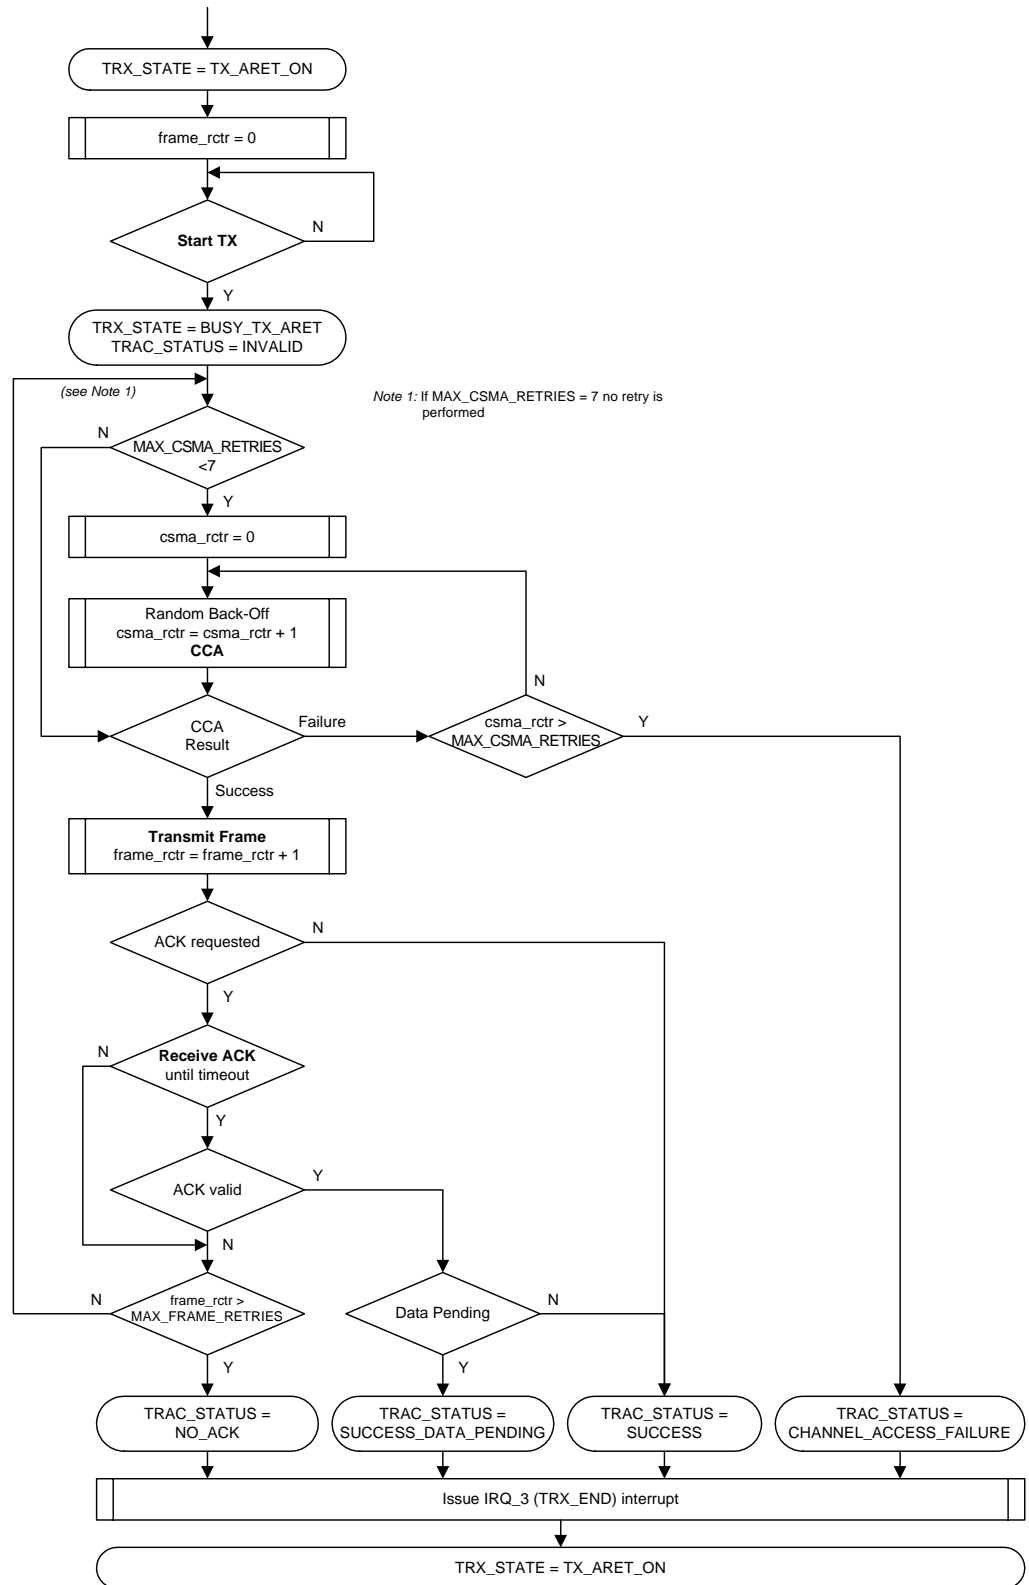 TRX_STATE = TX_ARET_ON
frame_rctr = 0
N
Start TX
Y
TRX_STATE = BUSY_TX_ARET
TRAC_STATUS = INVALID
(see Note 1)
Note 1: If MAX_CSMA_RETRIES = 7 no retry is
performed
N
MAX_CSMA_RETRIES
<7
Y
csma_rctr = 0
Random Back-Off
csma_rctr = csma_rctr + 1
CCA
N
CCA
Result
Failure
csma_rctr >
MAX_CSMA_RETRIES
Y
Success
Transmit Frame
frame_rctr = frame_rctr + 1
ACK requested
N
Y
N
Receive ACK
until timeout
Y
ACK valid
Y
N
N
frame_rctr >
MAX_FRAME_RETRIES
Data Pending
N
Y
Y
TRAC_STATUS =
NO_ACK
TRAC_STATUS =
SUCCESS_DATA_PENDING
TRAC_STATUS =
SUCCESS
TRAC_STATUS =
CHANNEL_ACCESS_FAILURE
Issue IRQ_3 (TRX_END) interrupt
TRX_STATE = TX_ARET_ON